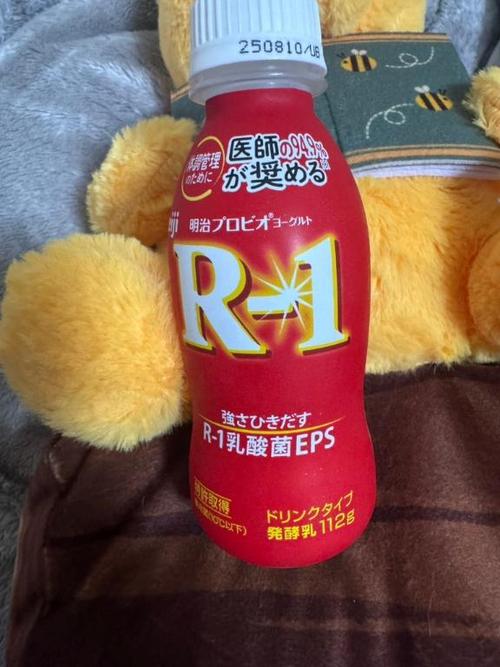 250810/UB
体調管理
のために
医師の94.9%
が奨める
明治プロビオ®ヨーグルト
R-1
強さひきだす
R-1乳酸菌EPS
特許取得
ドリンクタイプ
発酵乳 112g